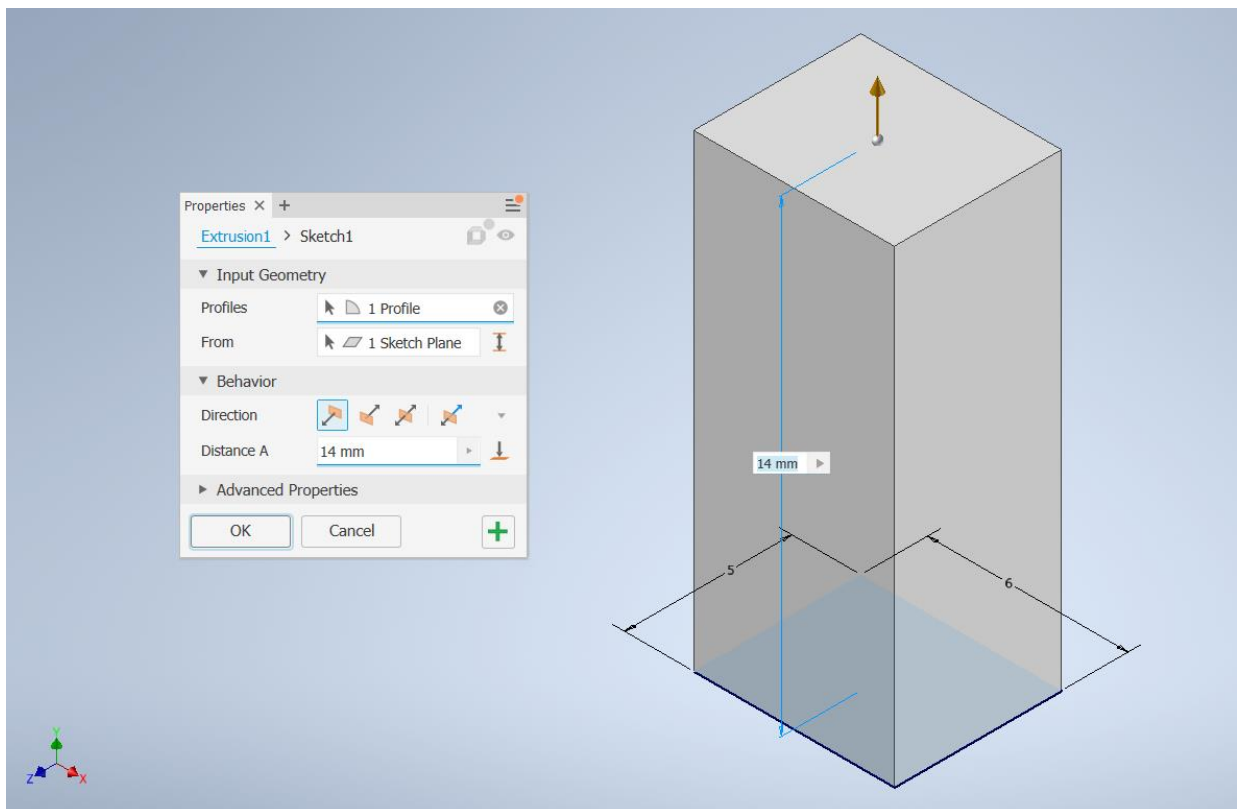 Properties × +
Extrusion1 > Sketch1
Input Geometry
Profiles 1 Profile
From 1 Sketch Plane
Behavior
Direction
Distance A 14 mm
Advanced Properties
OK Cancel
14 mm
5
6
Y
Z X